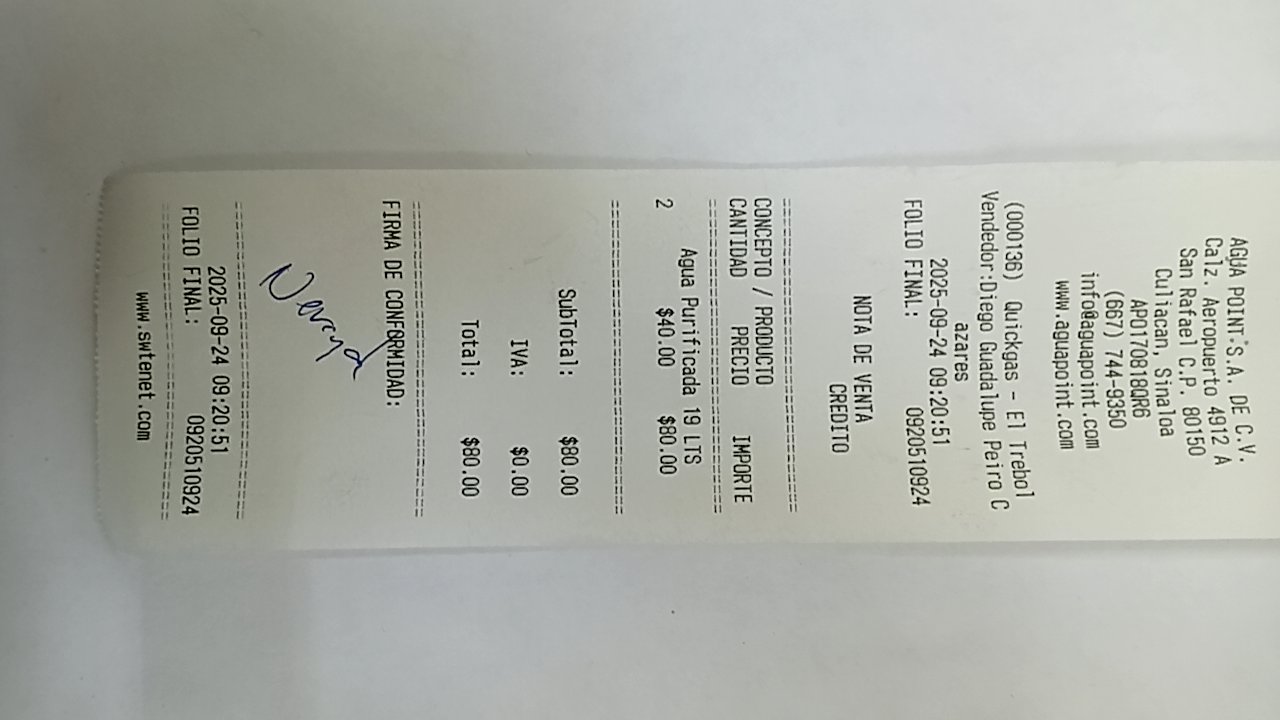 AGUA POINT.S.A. DE C.V.
Calz. Aeropuerto 4912 A
San Rafael C.P. 80150
Culiacan, Sinaloa
APO170818QR6
(667) 744-9350
info@aguapoint.com
www.aguapoint.com
(000136) Quickgas - El Trebol
Vendedor:Diego Guadalupe Peiro C
azares
2025-09-24 09:20:51
FOLIO FINAL: 0920510924
NOTA DE VENTA
CREDITO
CONCEPTO / PRODUCTO
CANTIDAD PRECIO IMPORTE
Agua Purificada 19 LTS
2 $40.00 $80.00
SubTotal: $80.00
IVA: $0.00
Total: $80.00
FIRMA DE CONFORMIDAD:
2025-09-24 09:20:51
FOLIO FINAL: 0920510924
www.swtenet.com